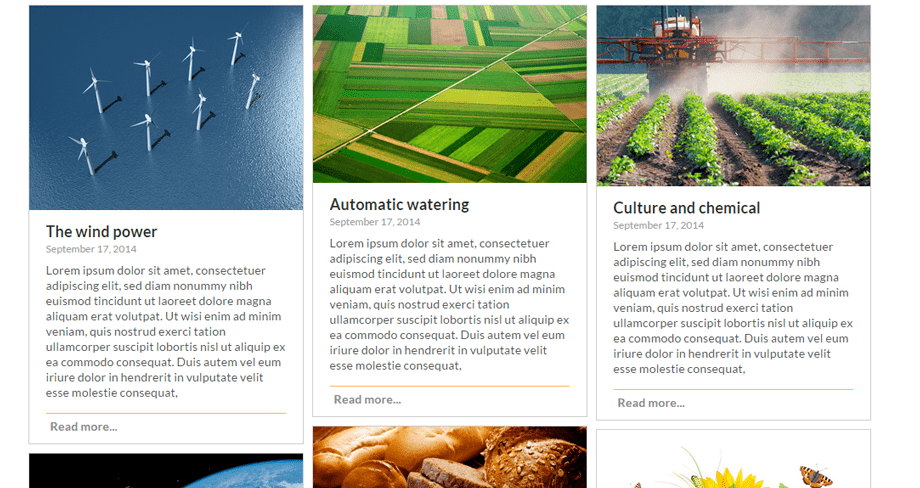 The wind power
September 17, 2014
Lorem ipsum dolor sit amet, consectetuer
adipiscing elit, sed diam nonummy nibh
euismod tincidunt ut laoreet dolore magna
aliquam erat volutpat. Ut wisi enim ad minim
veniam, quis nostrud exerci tation
ullamcorper suscipit lobortis nisl ut aliquip ex
ea commodo consequat. Duis autem vel eum
iriure dolor in hendrerit in vulputate velit
esse molestie consequat,
Read more...
Automatic watering
September 17, 2014
Lorem ipsum dolor sit amet, consectetuer
adipiscing elit, sed diam nonummy nibh
euismod tincidunt ut laoreet dolore magna
aliquam erat volutpat. Ut wisi enim ad minim
veniam, quis nostrud exerci tation
ullamcorper suscipit lobortis nisl ut aliquip ex
ea commodo consequat. Duis autem vel eum
iriure dolor in hendrerit in vulputate velit
esse molestie consequat,
Read more...
Culture and chemical
September 17, 2014
Lorem ipsum dolor sit amet, consectetuer
adipiscing elit, sed diam nonummy nibh
euismod tincidunt ut laoreet dolore magna
aliquam erat volutpat. Ut wisi enim ad minim
veniam, quis nostrud exerci tation
ullamcorper suscipit lobortis nisl ut aliquip ex
ea commodo consequat. Duis autem vel eum
iriure dolor in hendrerit in vulputate velit
esse molestie consequat,
Read more...